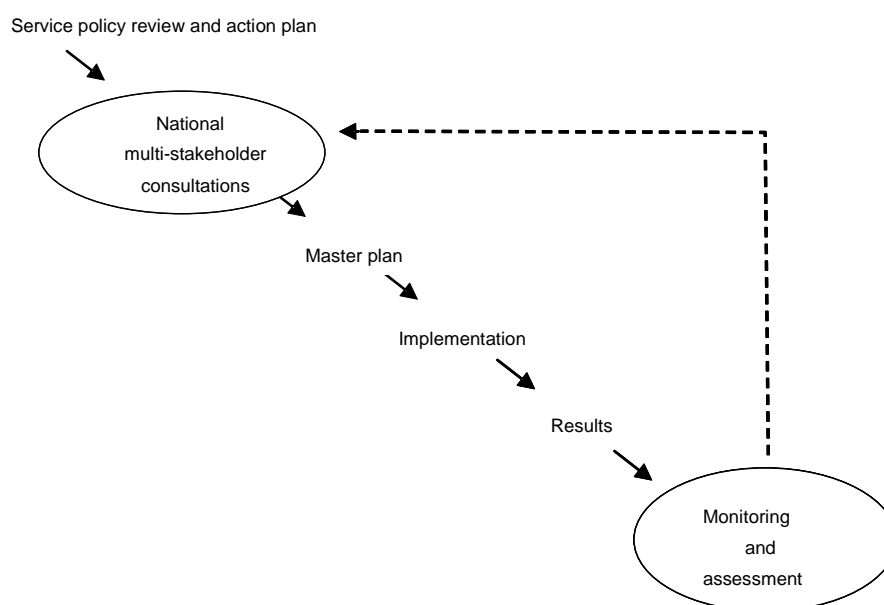 Service policy review and action plan
National
multi-stakeholder
consultations
Master plan
Implementation
Results
Monitoring
and
assessment